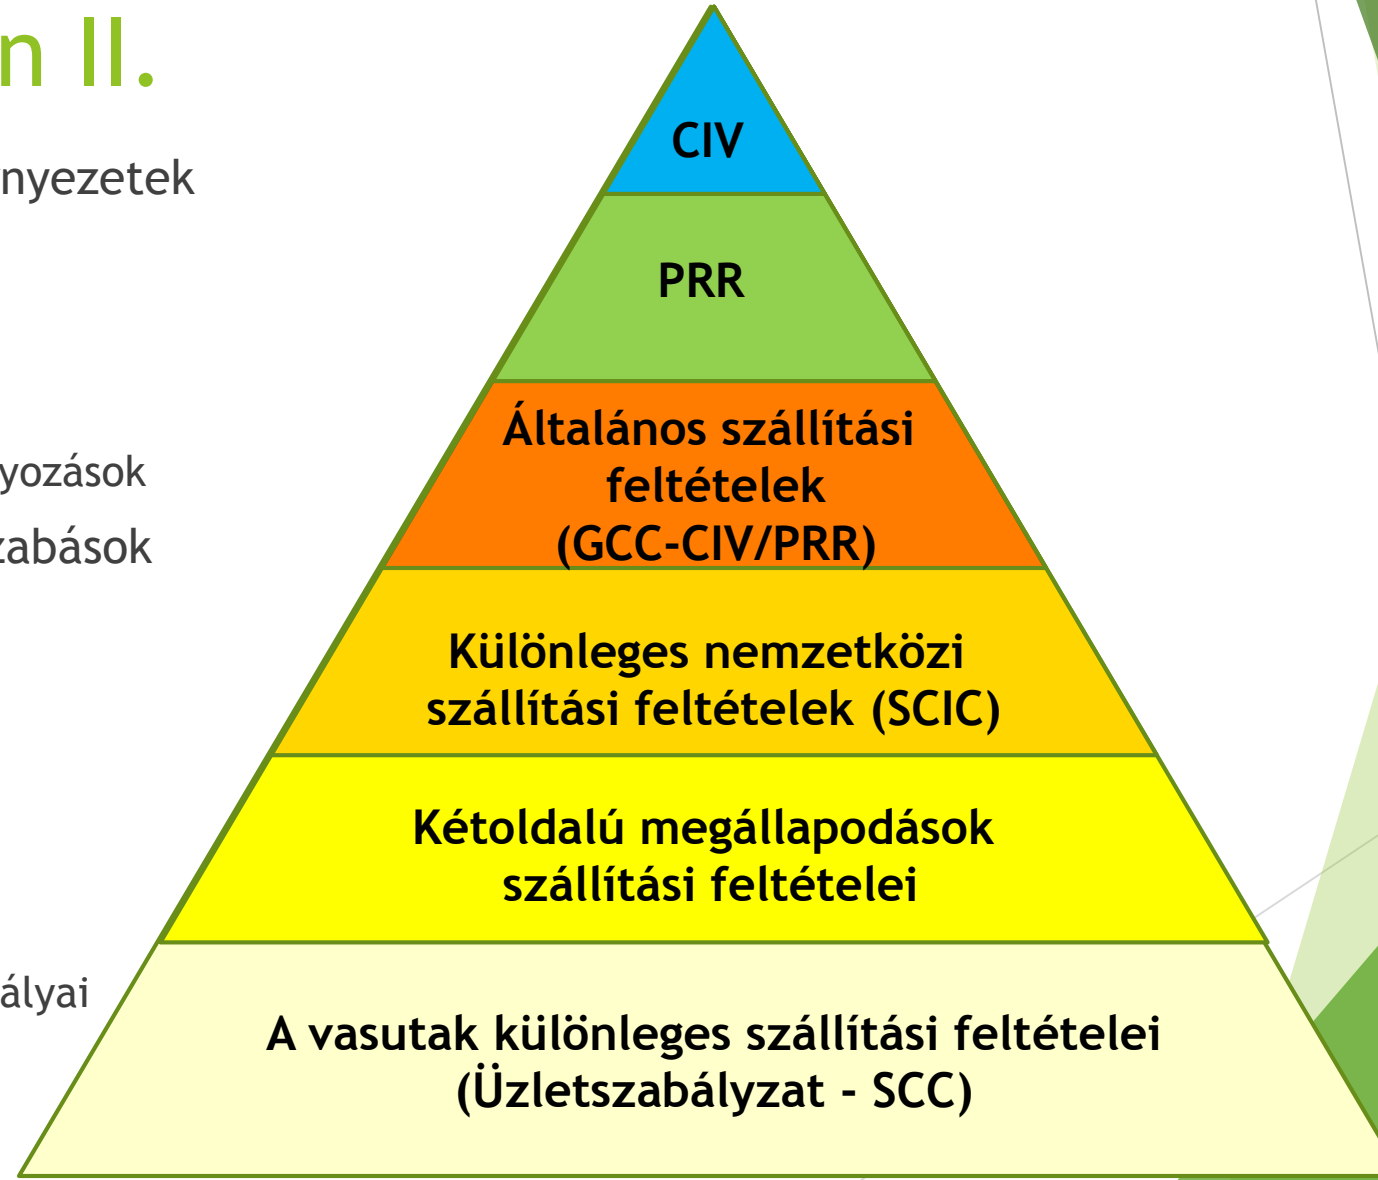 n II.
nyezetek
yozások
zabások
ályai
CIV
PRR
Általános szállítási
feltételek
(GCC-CIV/PRR)
Különleges nemzetközi
szállítási feltételek (SCIC)
Kétoldalú megállapodások
szállítási feltételei
A vasutak különleges szállítási feltételei
(Üzletszabályzat - SCC)